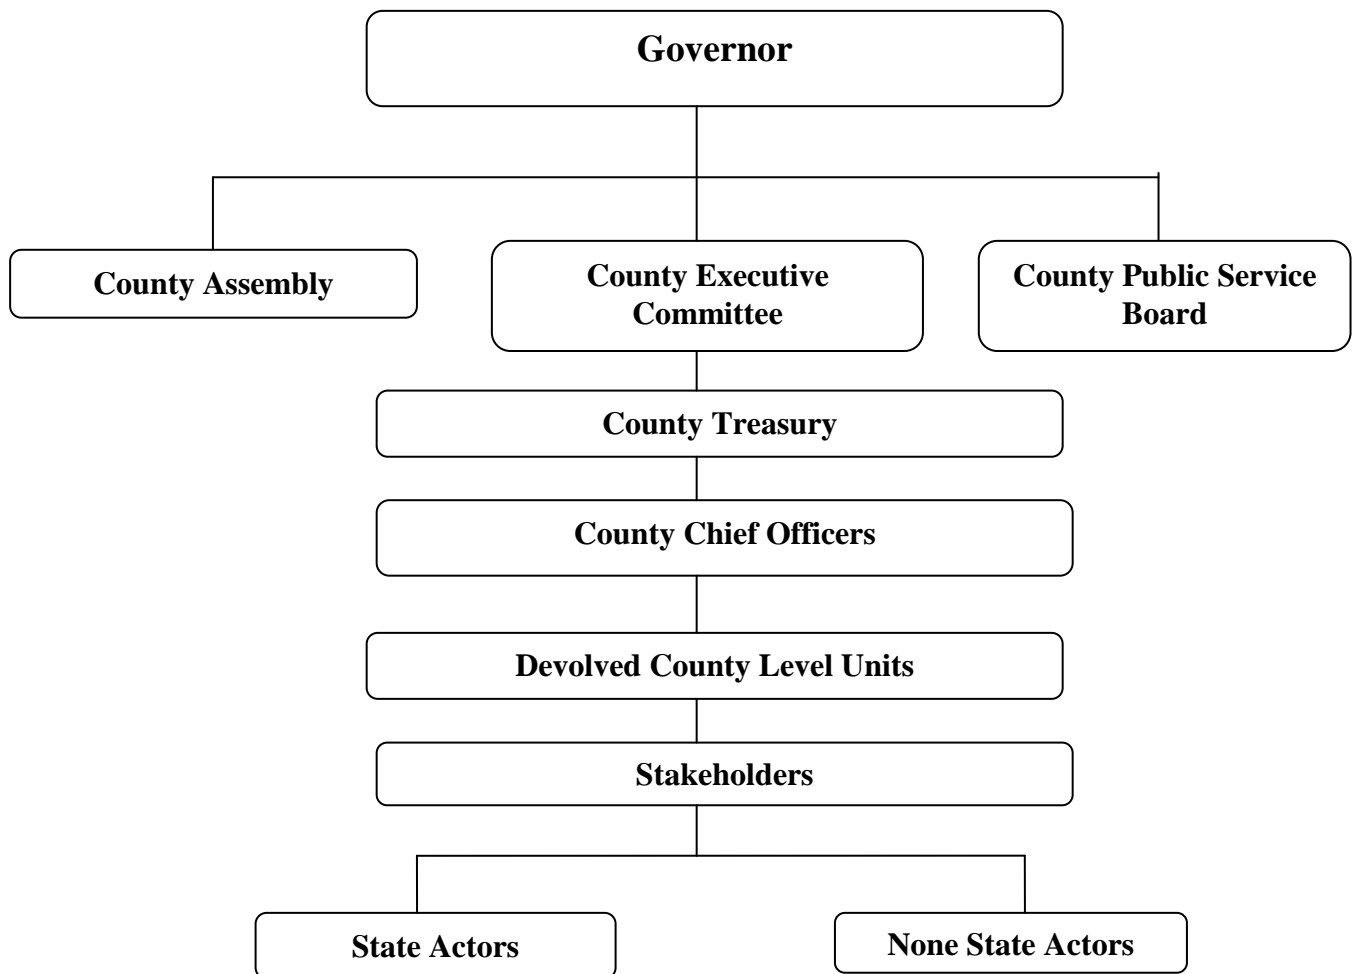 Governor
County Assembly
County Executive
Committee
County Public Service
Board
County Treasury
County Chief Officers
Devolved County Level Units
Stakeholders
State Actors
None State Actors